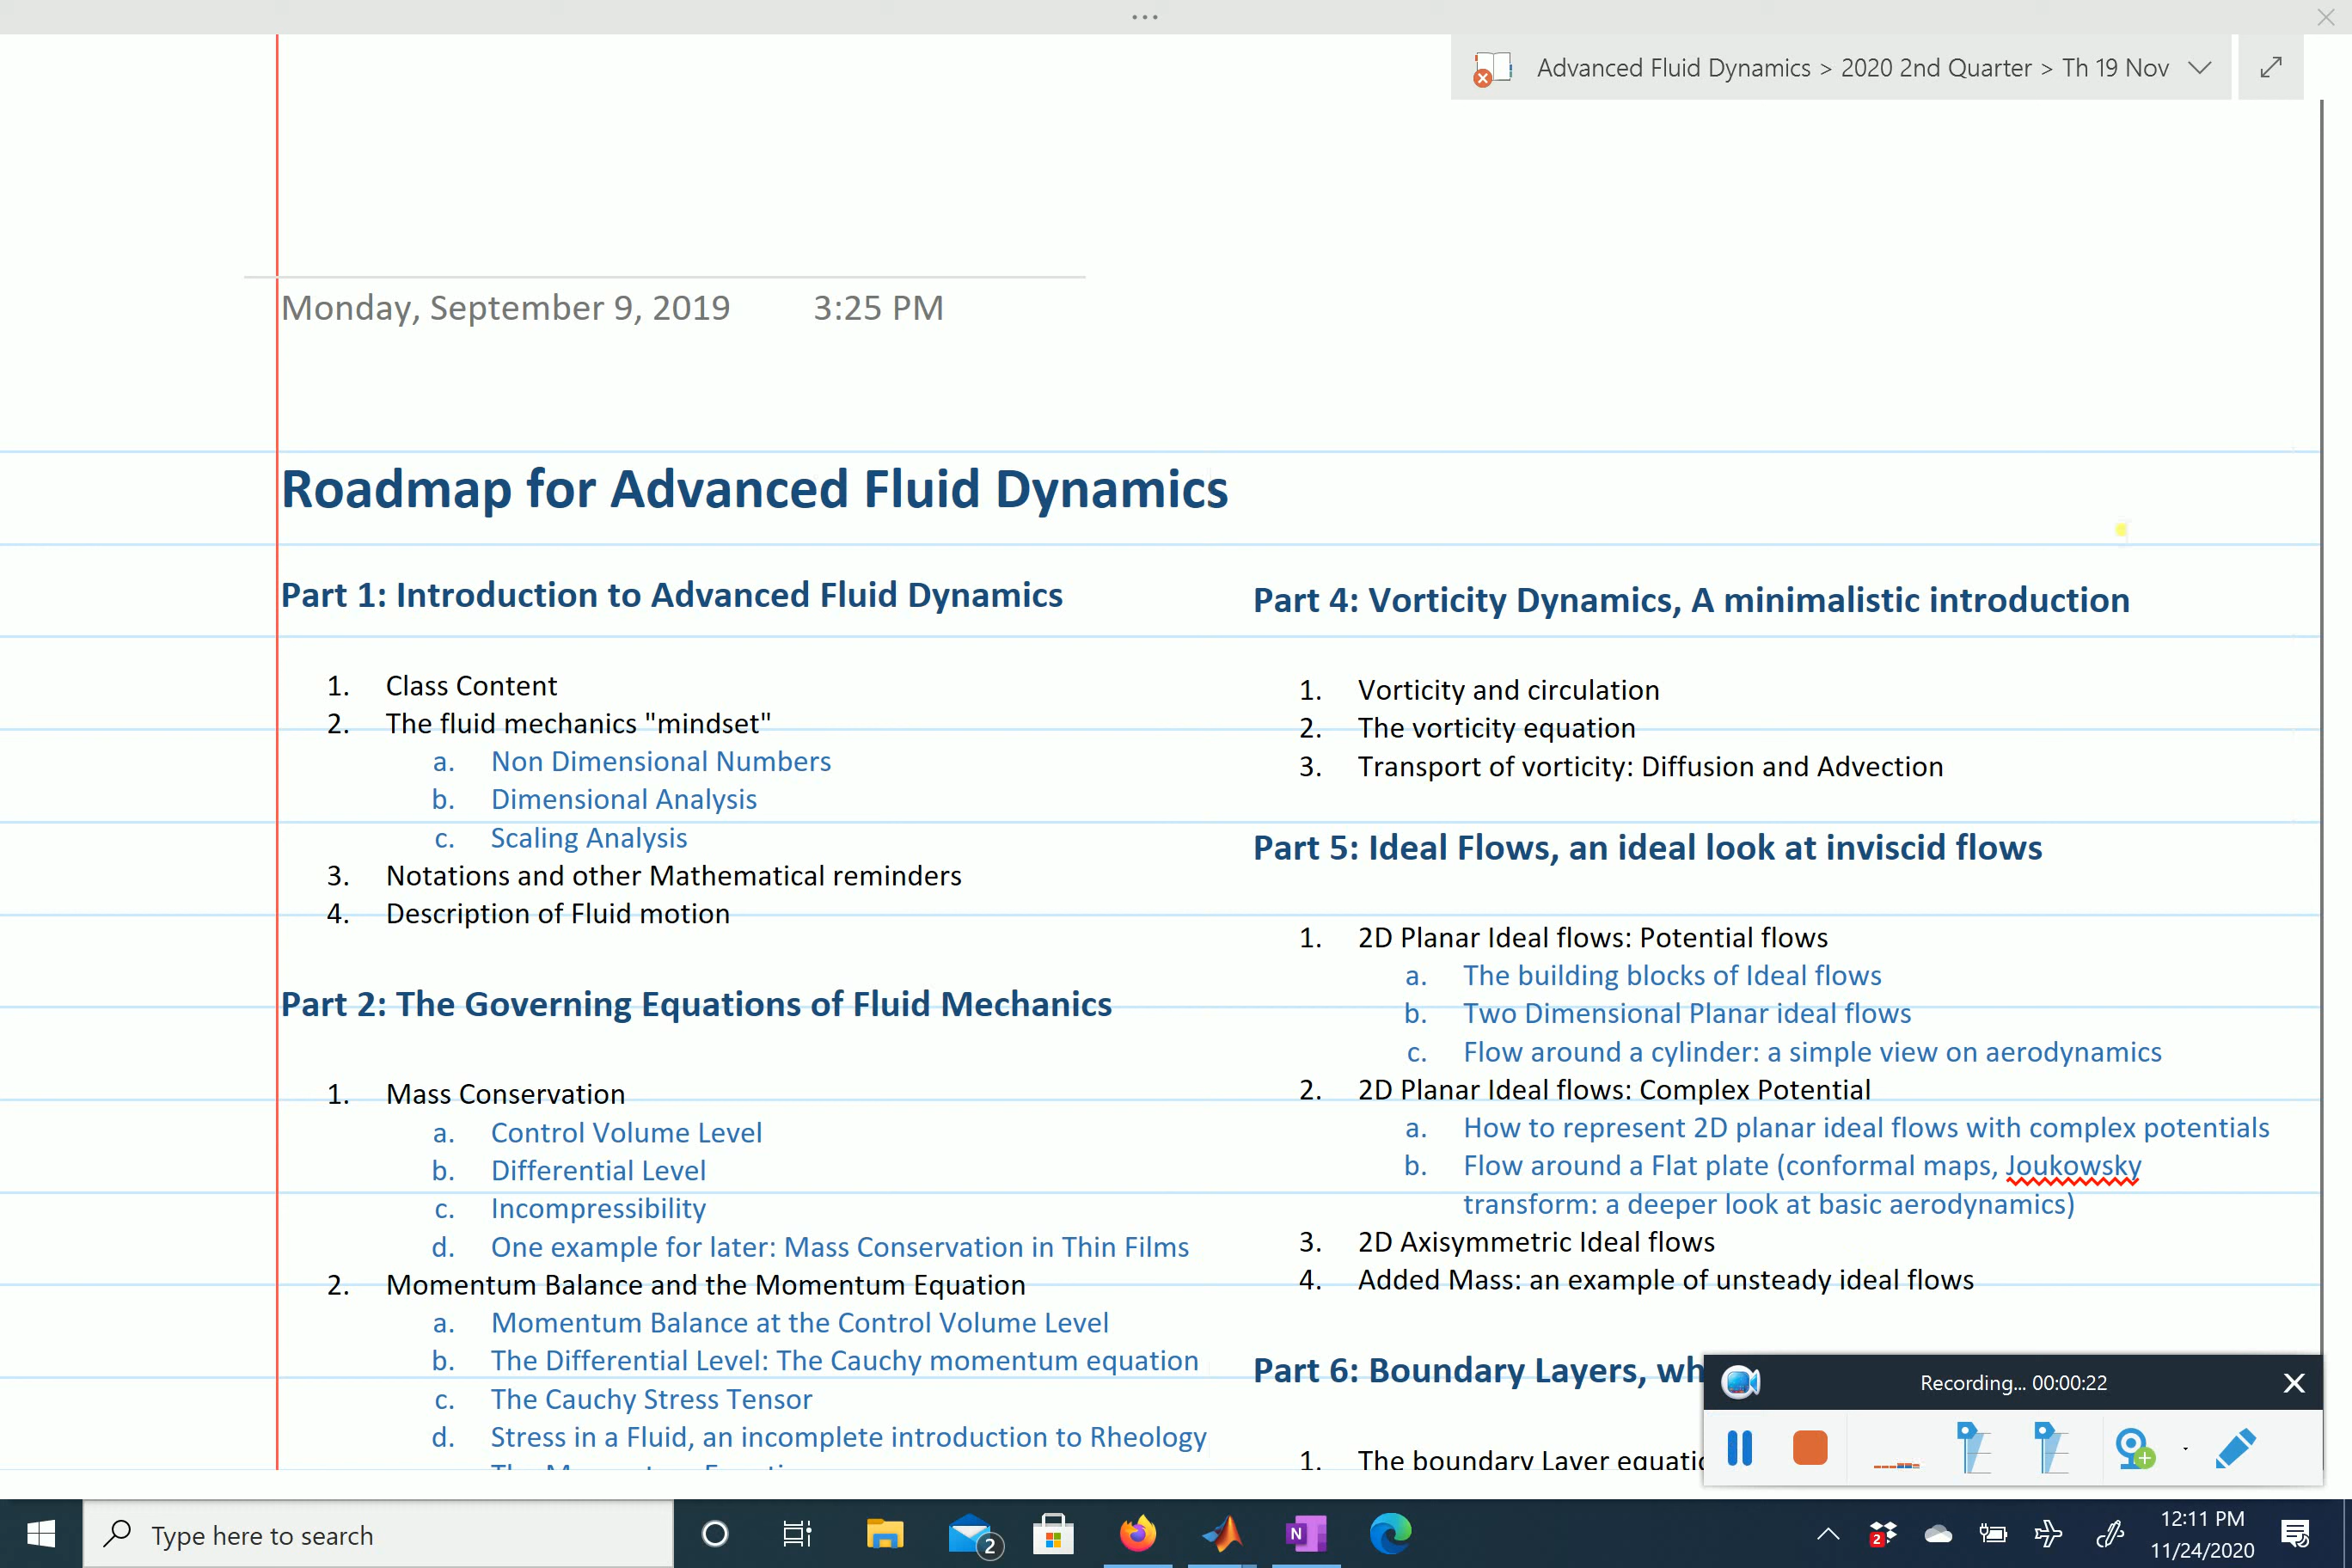 Advanced Fluid Dynamics > 2020 2nd Quarter > Th 19 Nov
Monday, September 9, 2019 3:25 PM
Roadmap for Advanced Fluid Dynamics
Part 1: Introduction to Advanced Fluid Dynamics
1. Class Content
2. The fluid mechanics "mindset"
a. Non Dimensional Numbers
b. Dimensional Analysis
c. Scaling Analysis
3. Notations and other Mathematical reminders
4. Description of Fluid motion
Part 2: The Governing Equations of Fluid Mechanics
1. Mass Conservation
a. Control Volume Level
b. Differential Level
c. Incompressibility
d. One example for later: Mass Conservation in Thin Films
2. Momentum Balance and the Momentum Equation
a. Momentum Balance at the Control Volume Level
b. The Differential Level: The Cauchy momentum equation
c. The Cauchy Stress Tensor
d. Stress in a Fluid, an incomplete introduction to Rheology
Part 4: Vorticity Dynamics, A minimalistic introduction
1. Vorticity and circulation
2. The vorticity equation
3. Transport of vorticity: Diffusion and Advection
Part 5: Ideal Flows, an ideal look at inviscid flows
1. 2D Planar Ideal flows: Potential flows
a. The building blocks of Ideal flows
b. Two Dimensional Planar ideal flows
c. Flow around a cylinder: a simple view on aerodynamics
2. 2D Planar Ideal flows: Complex Potential
a. How to represent 2D planar ideal flows with complex potentials
b. Flow around a Flat plate (conformal maps, Joukowsky
transform: a deeper look at basic aerodynamics)
3. 2D Axisymmetric Ideal flows
4. Added Mass: an example of unsteady ideal flows
Part 6: Boundary Layers, wh
1. The boundary Layer equatio
Recording... 00:00:22
Type here to search
2
N
2
12:11 PM
11/24/2020